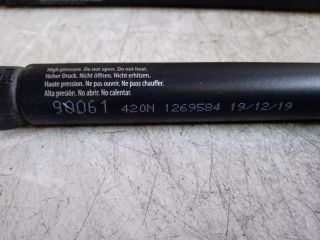 High pressure. Do not open. Do not heat.
Hoher Druck. Nicht öffnen. Nicht erhitzen.
Haute pression. Ne pas ouvrir. Ne pas chauffer.
Alta presión. No abrir. No calentar.
90061 420N 1269584 19/12/19